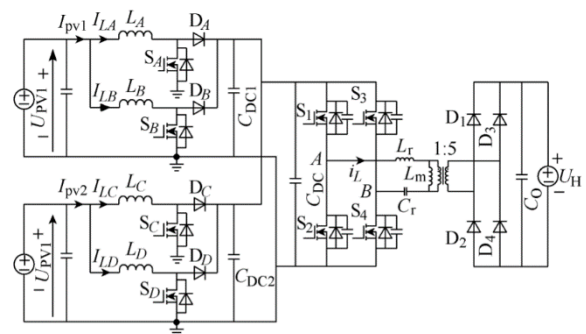 I_pv1 I_LA L_A D_A
S_A
U_PV1 + −
I_LB L_B D_B
S_B
C_DC1
I_pv2 I_LC L_C D_C
S_C
U_PV1 + −
I_LD L_D D_D
S_D
C_DC2
C_DC
S_1 S_3
A i_L L_r 1:5
L_m
B C_r
S_2 S_4
D_1 D_3
D_2 D_4
C_O
+ U_H −